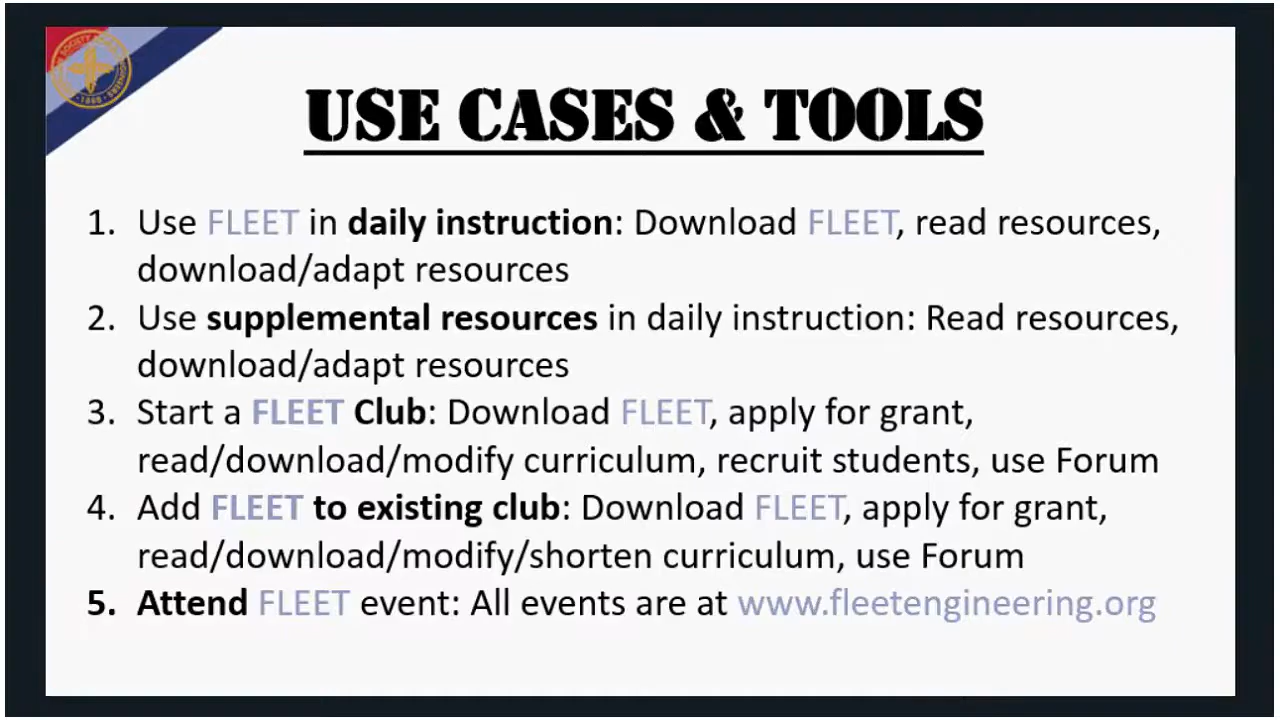 USE CASES & TOOLS
1. Use FLEET in daily instruction: Download FLEET, read resources,
download/adapt resources
2. Use supplemental resources in daily instruction: Read resources,
download/adapt resources
3. Start a FLEET Club: Download FLEET, apply for grant,
read/download/modify curriculum, recruit students, use Forum
4. Add FLEET to existing club: Download FLEET, apply for grant,
read/download/modify/shorten curriculum, use Forum
5. Attend FLEET event: All events are at www.fleetengineering.org